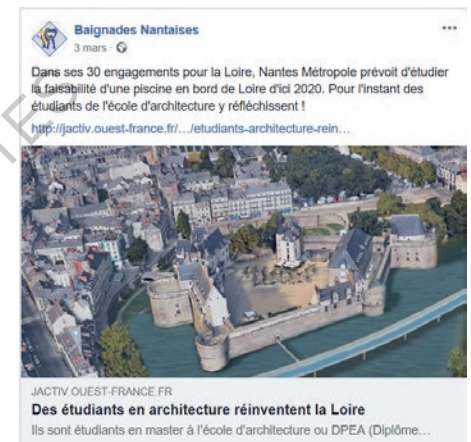 Baignades Nantaises
3 mars ·
Dans ses 30 engagements pour la Loire, Nantes Métropole prévoit d'étudier
la faisabilité d'une piscine en bord de Loire d'ici 2020. Pour l'instant des
étudiants de l'école d'architecture y réfléchissent !
http://jactiv.ouest-france.fr/…/etudiants-architecture-rein…
JACTIV.OUEST-FRANCE.FR
Des étudiants en architecture réinventent la Loire
Ils sont étudiants en master à l'école d'architecture ou DPEA (Diplôme…